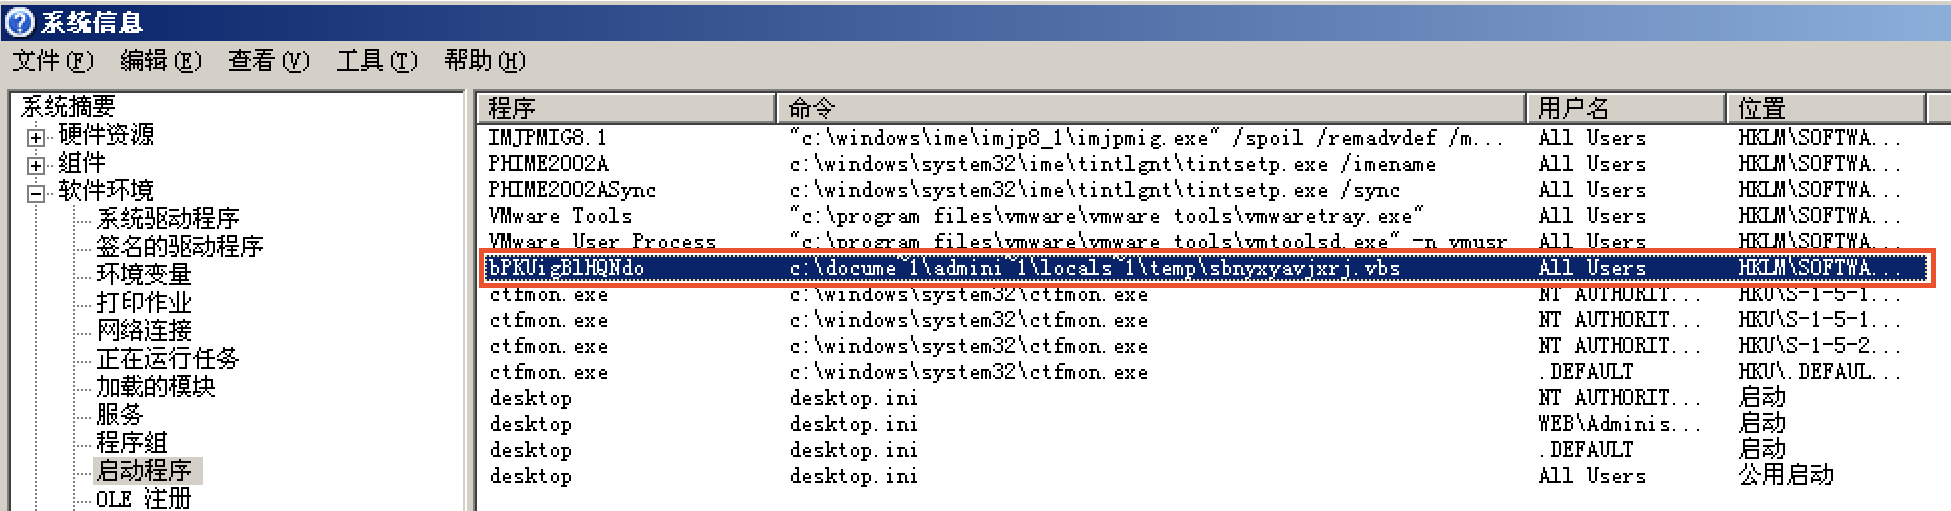 系统信息
文件(F) 编辑(E) 查看(V) 工具(T) 帮助(H)
系统摘要
硬件资源
组件
软件环境
系统驱动程序
签名的驱动程序
环境变量
打印作业
网络连接
正在运行任务
加载的模块
服务
程序组
启动程序
OLE 注册
程序 命令 用户名 位置
IMJPMIG8.1 "c:\windows\ime\imjp8_1\imjpmig.exe" /spoil /remadvdef /m... All Users HKLM\SOFTWA...
PHIME2002A c:\windows\system32\ime\tintlgnt\tintsetp.exe /imename All Users HKLM\SOFTWA...
PHIME2002ASync c:\windows\system32\ime\tintlgnt\tintsetp.exe /sync All Users HKLM\SOFTWA...
VMware Tools "c:\program files\vmware\vmware tools\vmwaretray.exe" All Users HKLM\SOFTWA...
VMware User Process "c:\program files\vmware\vmware tools\vmtoolsd.exe" -n vmusr All Users HKLM\SOFTWA...
bPKUigBlHQNdo c:\docume~1\admini~1\locals~1\temp\sbnyxyavjxrj.vbs All Users HKLM\SOFTWA...
ctfmon.exe c:\windows\system32\ctfmon.exe NT AUTHORIT... HKU\S-1-5-1...
ctfmon.exe c:\windows\system32\ctfmon.exe NT AUTHORIT... HKU\S-1-5-1...
ctfmon.exe c:\windows\system32\ctfmon.exe NT AUTHORIT... HKU\S-1-5-2...
ctfmon.exe c:\windows\system32\ctfmon.exe .DEFAULT HKU\.DEFAUL...
desktop desktop.ini NT AUTHORIT... 启动
desktop desktop.ini WEB\Adminis... 启动
desktop desktop.ini .DEFAULT 启动
desktop desktop.ini All Users 公用启动